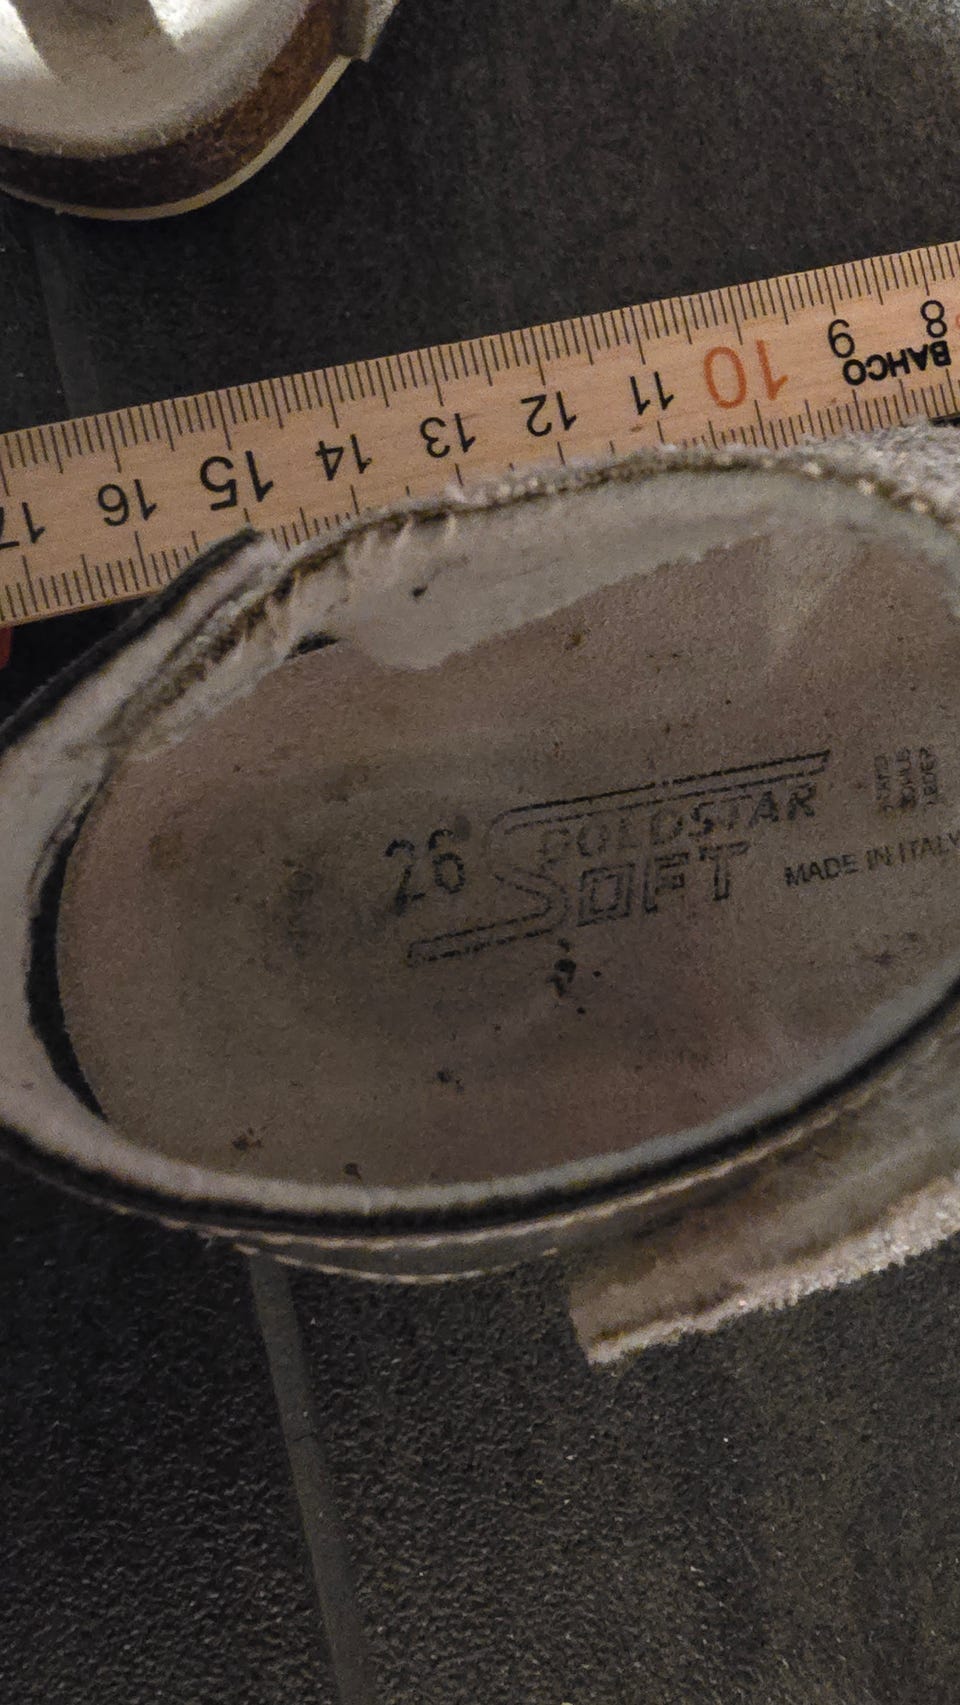 8
9
10
11
12
13
14
15
16
17
BAHCO
26
GOLDSTAR
SOFT
MADE IN ITALY